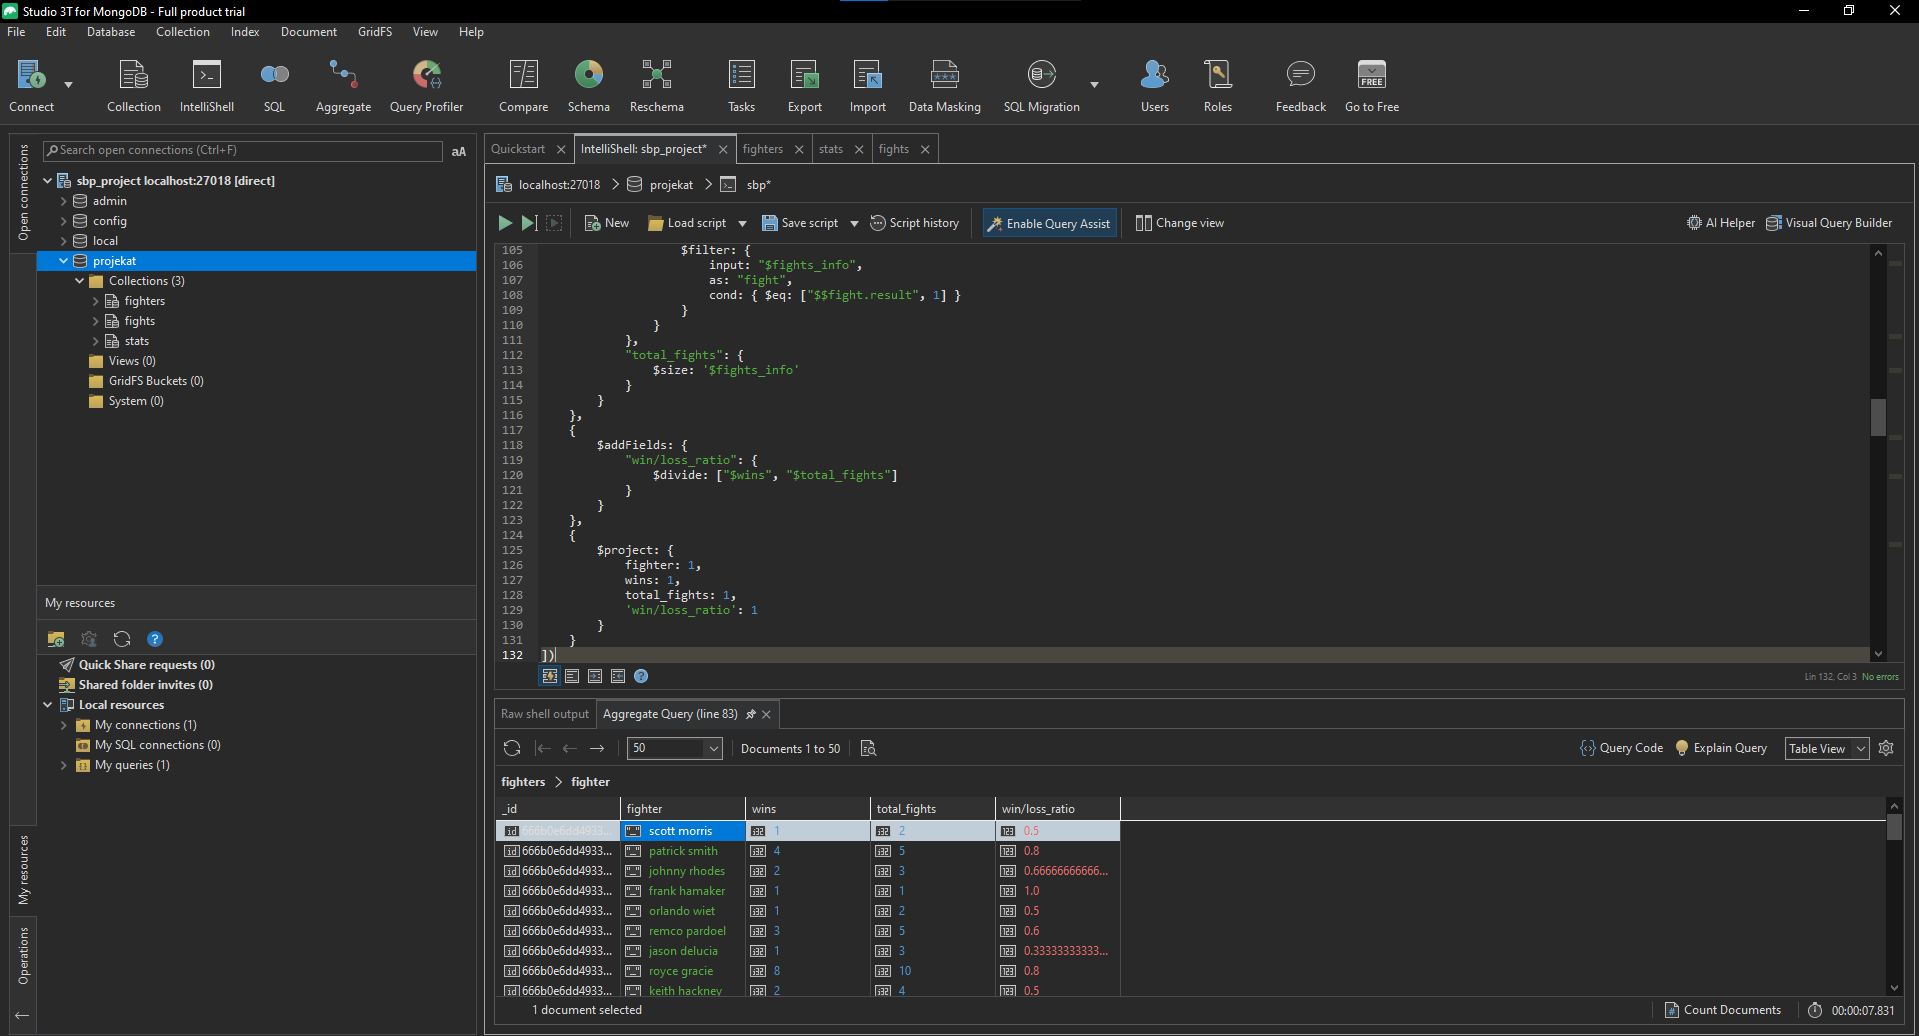 Studio 3T for MongoDB - Full product trial
File Edit Database Collection Index Document GridFS View Help
Connect Collection IntelliShell SQL Aggregate Query Profiler Compare Schema Reschema Tasks Export Import Data Masking SQL Migration Users Roles Feedback Go to Free
FREE
Open connections
Search open connections (Ctrl+F) aA
sbp_project localhost:27018 [direct]
admin
config
local
projekat
Collections (3)
fighters
fights
stats
Views (0)
GridFS Buckets (0)
System (0)
My resources
Quick Share requests (0)
Shared folder invites (0)
Local resources
My connections (1)
My SQL connections (0)
My queries (1)
My resources
Operations
Quickstart IntelliShell: sbp_project* fighters stats fights
localhost:27018 projekat sbp*
New Load script Save script Script history Enable Query Assist Change view AI Helper Visual Query Builder
105 $filter: {
106 input: "$fights_info",
107 as: "fight",
108 cond: { $eq: ["$$fight.result", 1] }
109 }
110 }
111 },
112 "total_fights": {
113 $size: '$fights_info'
114 }
115 }
116 },
117 {
118 $addFields: {
119 "win/loss_ratio": {
120 $divide: ["$wins", "$total_fights"]
121 }
122 }
123 },
124 {
125 $project: {
126 fighter: 1,
127 wins: 1,
128 total_fights: 1,
129 'win/loss_ratio': 1
130 }
131 }
132 ])
Lin 132, Col 3 No errors
Raw shell output Aggregate Query (line 83)
50 Documents 1 to 50 Query Code Explain Query Table View
fighters fighter
_id fighter wins total_fights win/loss_ratio
666b0e6dd4933... scott morris 1 2 0.5
666b0e6dd4933... patrick smith 4 5 0.8
666b0e6dd4933... johnny rhodes 2 3 0.66666666666...
666b0e6dd4933... frank hamaker 1 1 1.0
666b0e6dd4933... orlando wiet 1 2 0.5
666b0e6dd4933... remco pardoel 3 5 0.6
666b0e6dd4933... jason delucia 1 3 0.33333333333...
666b0e6dd4933... royce gracie 8 10 0.8
666b0e6dd4933... keith hackney 2 4 0.5
1 document selected Count Documents 00:00:07.831